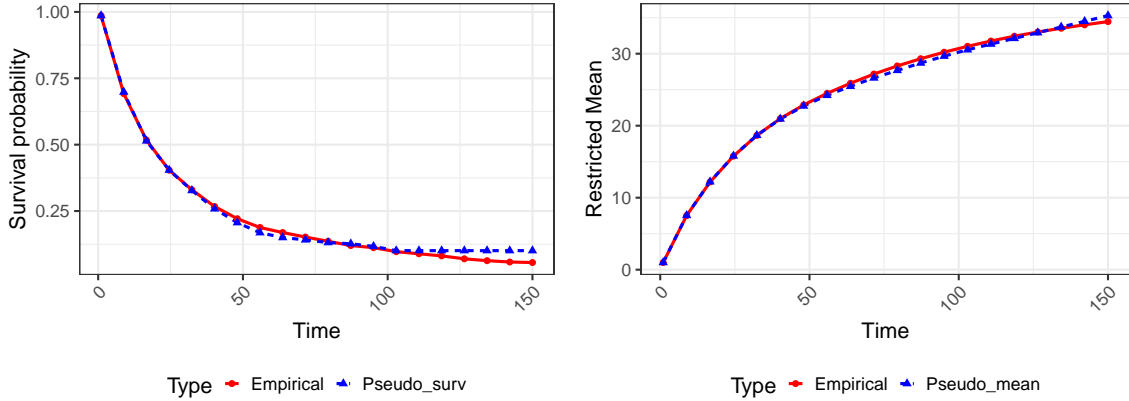 Survival probability
1.00
0.75
0.50
0.25
0
50
100
150
Time
Type Empirical Pseudo_surv
Restricted Mean
30
20
10
0
0
50
100
150
Time
Type Empirical Pseudo_mean